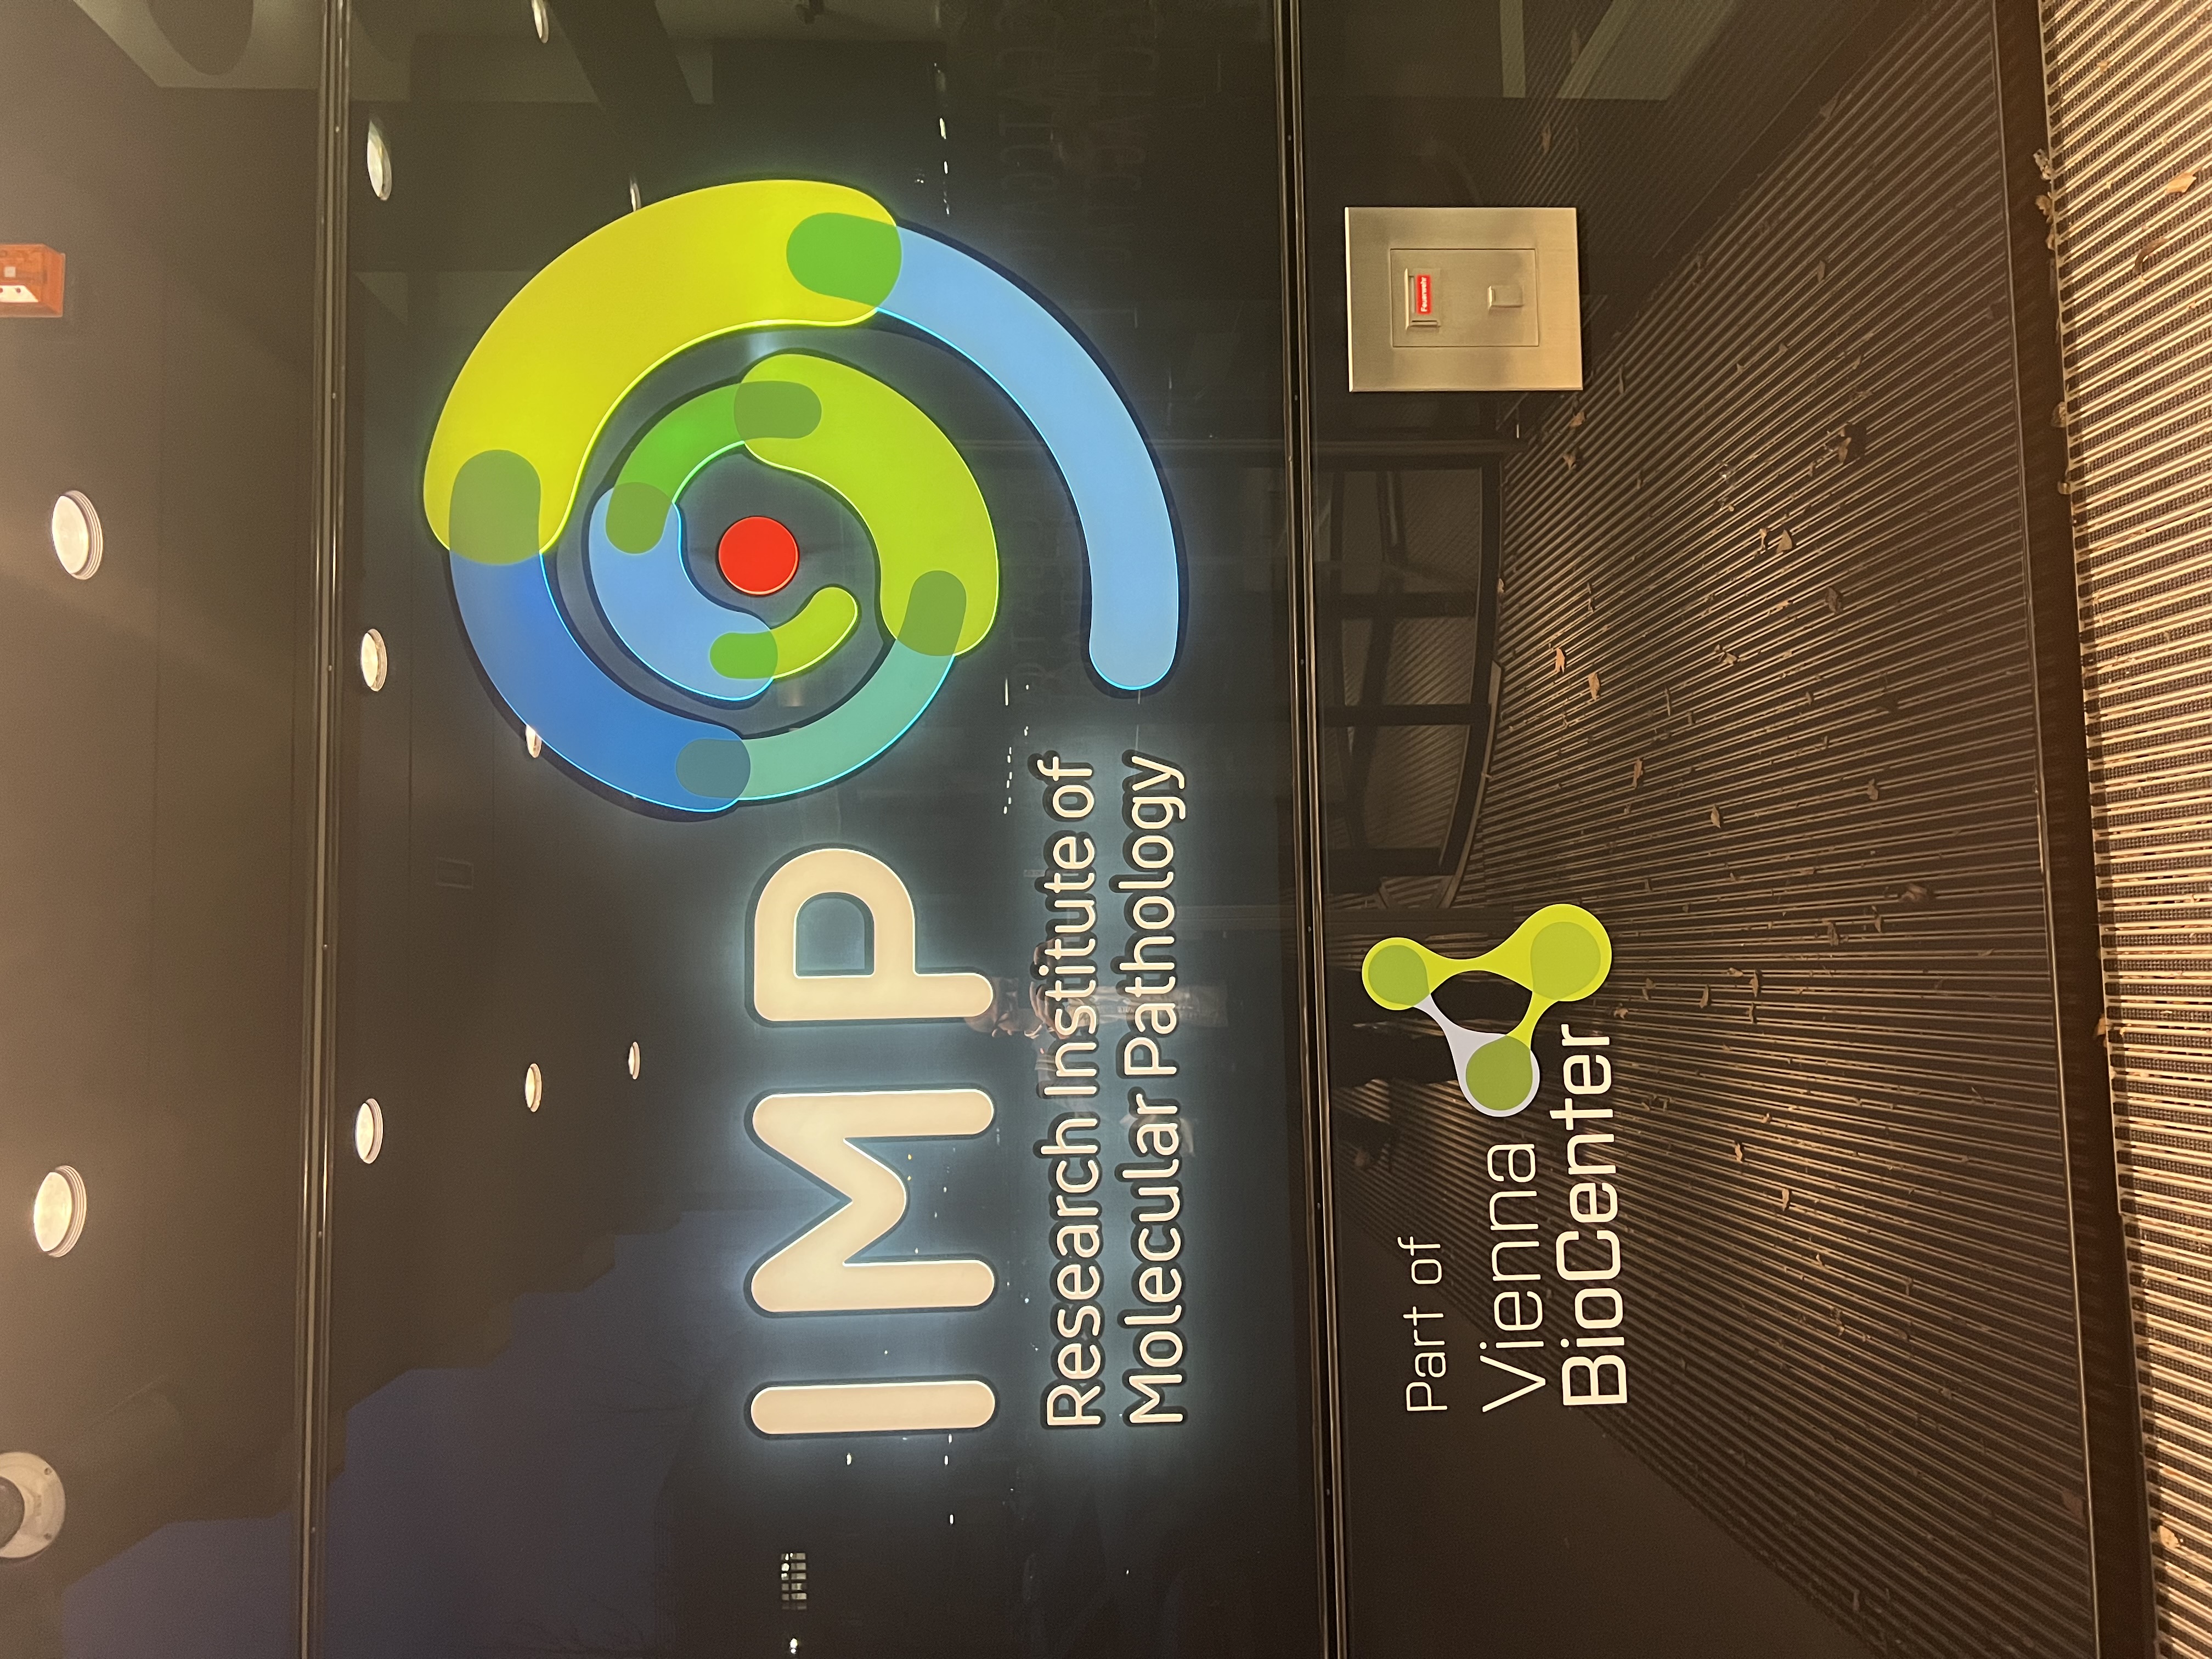 IMP
Research Institute of
Molecular Pathology
Part of
Vienna
BioCenter
Feuerwehr